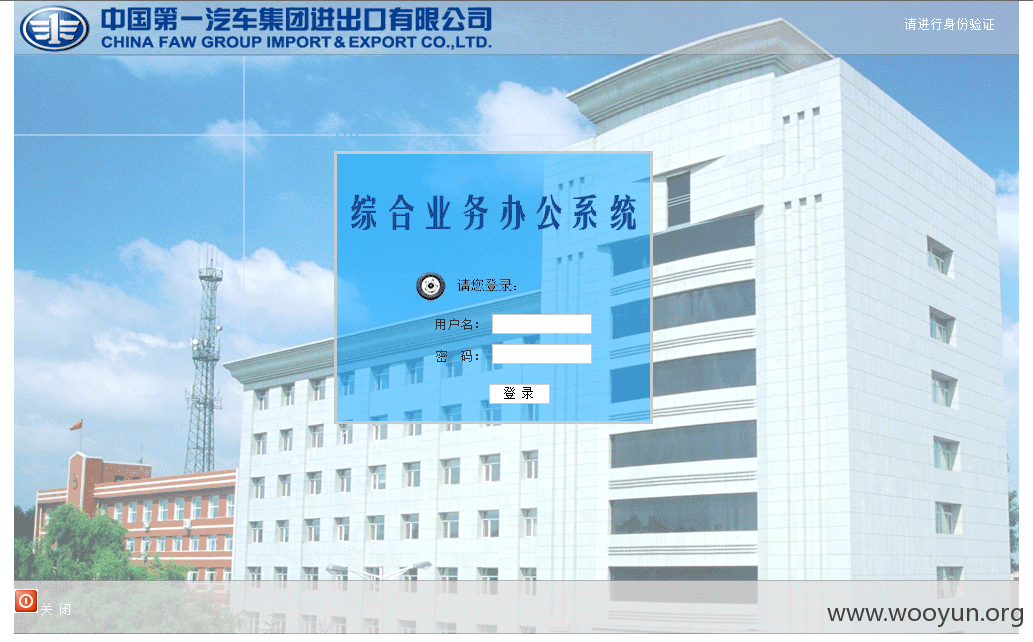 中国第一汽车集团进出口有限公司
CHINA FAW GROUP IMPORT & EXPORT CO.,LTD.
请进行身份验证
综合业务办公系统
请您登录:
用户名:
密 码:
登 录
关 闭
www.wooyun.org